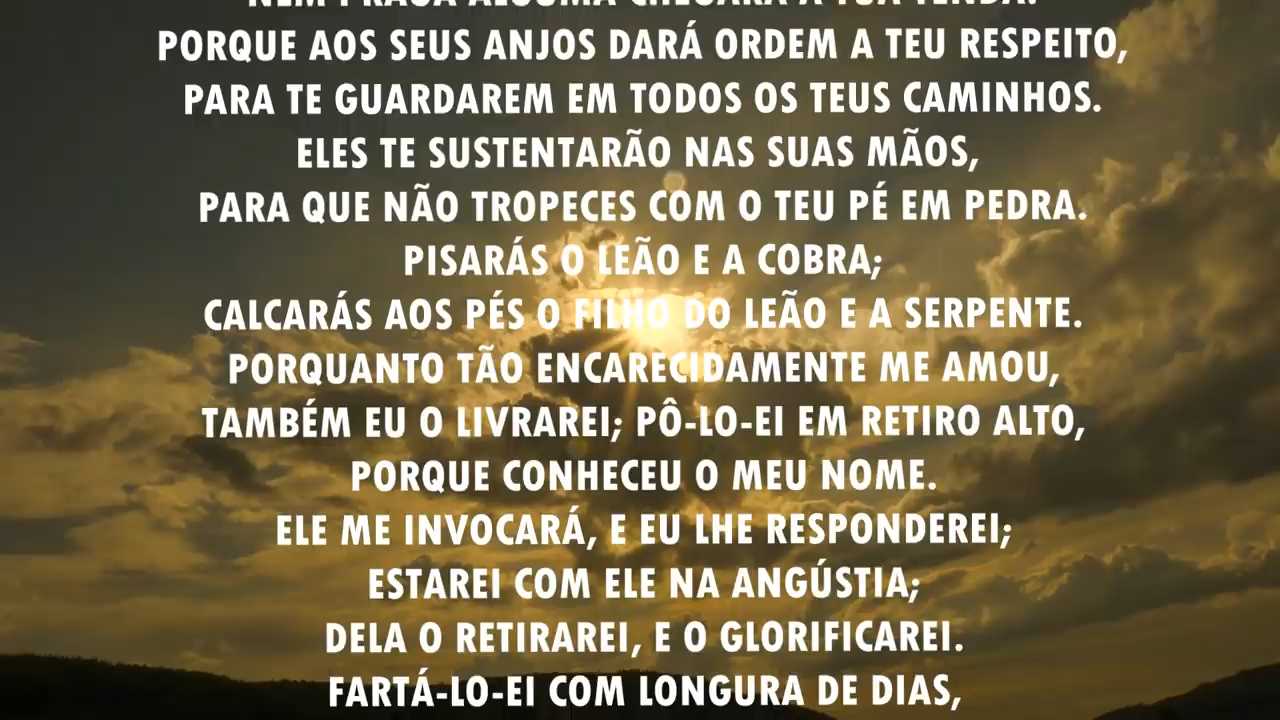 NEM PRAGA ALGUMA CHEGARÁ À TUA TENDA.
PORQUE AOS SEUS ANJOS DARÁ ORDEM A TEU RESPEITO,
PARA TE GUARDAREM EM TODOS OS TEUS CAMINHOS.
ELES TE SUSTENTARÃO NAS SUAS MÃOS,
PARA QUE NÃO TROPECES COM O TEU PÉ EM PEDRA.
PISARÁS O LEÃO E A COBRA;
CALCARÁS AOS PÉS O FILHO DO LEÃO E A SERPENTE.
PORQUANTO TÃO ENCARECIDAMENTE ME AMOU,
TAMBÉM EU O LIVRAREI; PÔ-LO-EI EM RETIRO ALTO,
PORQUE CONHECEU O MEU NOME.
ELE ME INVOCARÁ, E EU LHE RESPONDEREI;
ESTAREI COM ELE NA ANGÚSTIA;
DELA O RETIRAREI, E O GLORIFICAREI.
FARTÁ-LO-EI COM LONGURA DE DIAS,